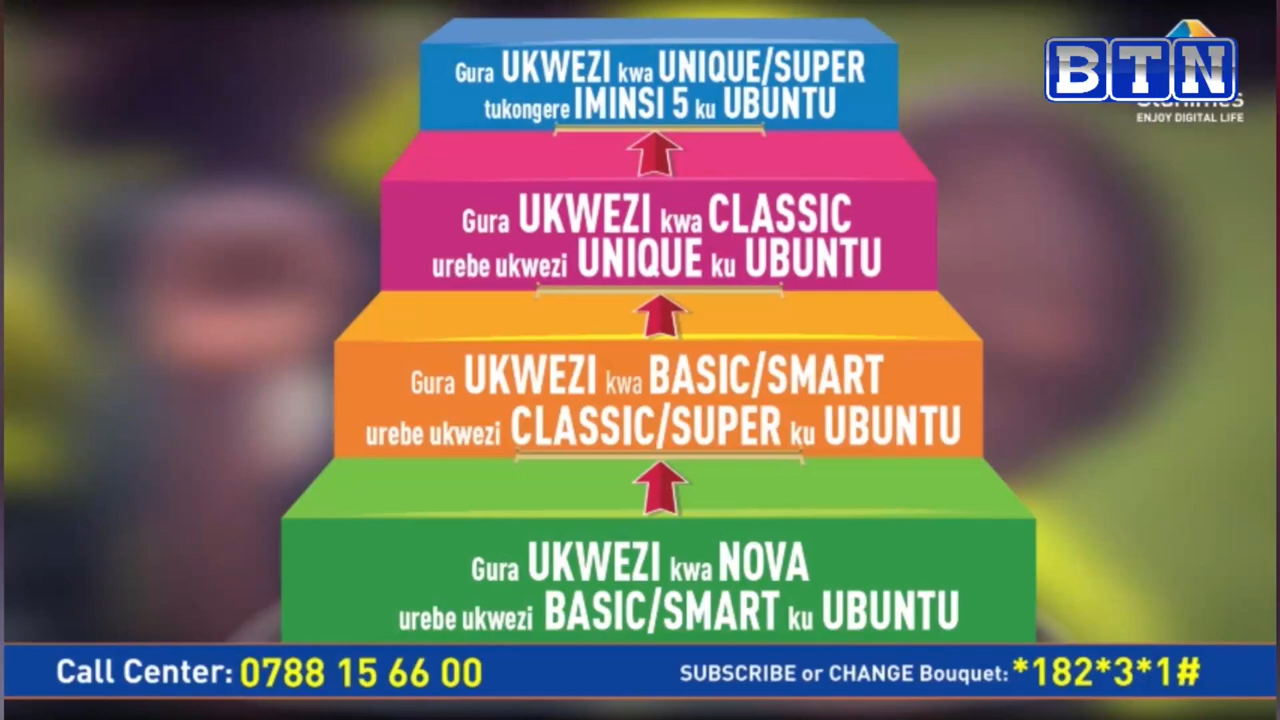 Gura UKWEZI kwa UNIQUE/SUPER
tukongere IMINSI 5 ku UBUNTU
BTN
ENJOY DIGITAL LIFE
Gura UKWEZI kwa CLASSIC
urebe ukwezi UNIQUE ku UBUNTU
Gura UKWEZI kwa BASIC/SMART
urebe ukwezi CLASSIC/SUPER ku UBUNTU
Gura UKWEZI kwa NOVA
urebe ukwezi BASIC/SMART ku UBUNTU
Call Center: 0788 15 66 00
SUBSCRIBE or CHANGE Bouquet: *182*3*1#